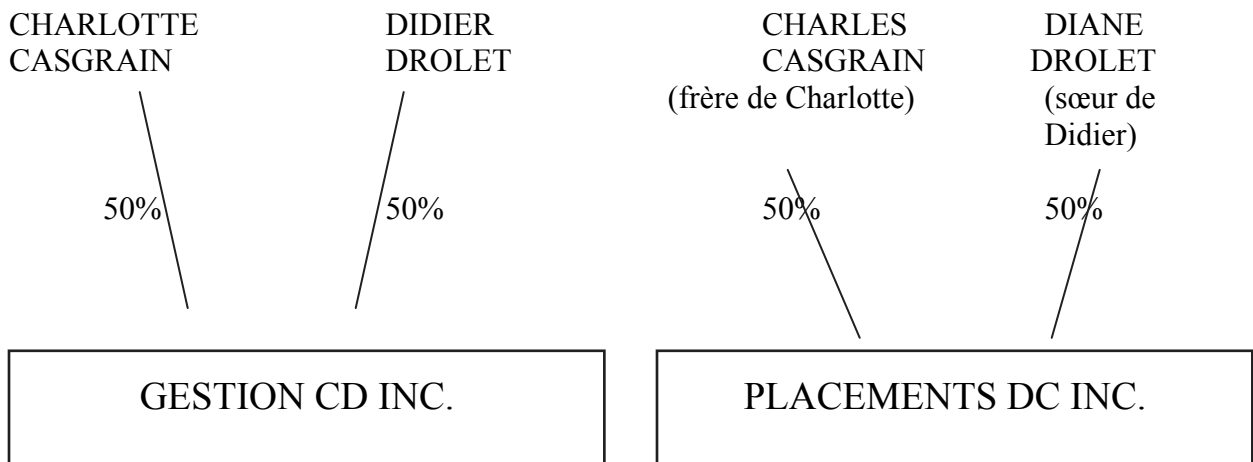 CHARLOTTE CASGRAIN
DIDIER DROLET
CHARLES CASGRAIN
(frère de Charlotte)
DIANE DROLET
(sœur de Didier)
50%
50%
50%
50%
GESTION CD INC.
PLACEMENTS DC INC.